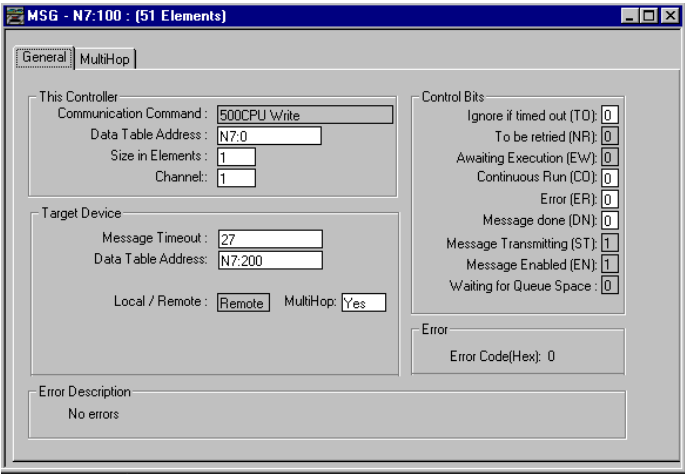 MSG - N7:100 : (51 Elements)
General MultiHop
This Controller
Communication Command : 500CPU Write
Data Table Address : N7:0
Size in Elements : 1
Channel:: 1
Target Device
Message Timeout : 27
Data Table Address: N7:200
Local / Remote : Remote MultiHop: Yes
Control Bits
Ignore if timed out (TO): 0
To be retried (NR): 0
Awaiting Execution (EW): 0
Continuous Run (CO): 0
Error (ER): 0
Message done (DN): 0
Message Transmitting (ST): 1
Message Enabled (EN): 1
Waiting for Queue Space : 0
Error
Error Code(Hex): 0
Error Description
No errors